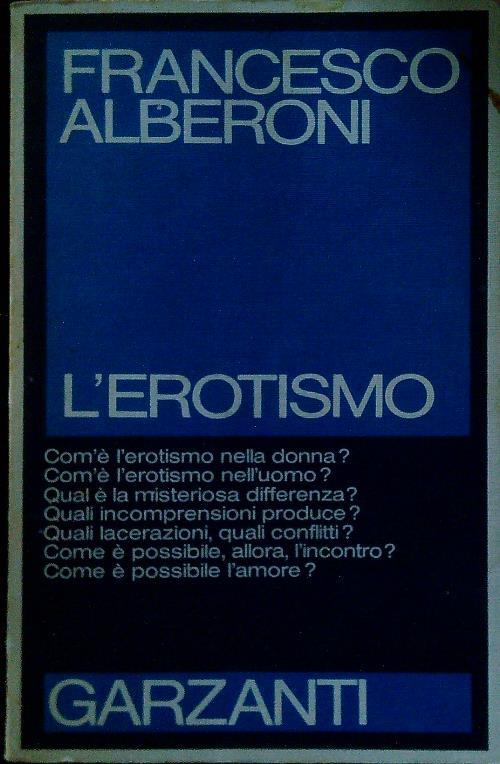 FRANCESCO
ALBERONI
L'EROTISMO
Com'è l'erotismo nella donna?
Com'è l'erotismo nell'uomo?
Qual è la misteriosa differenza?
Quali incomprensioni produce?
Quali lacerazioni, quali conflitti?
Come è possibile, allora, l'incontro?
Come è possibile l'amore?
GARZANTI